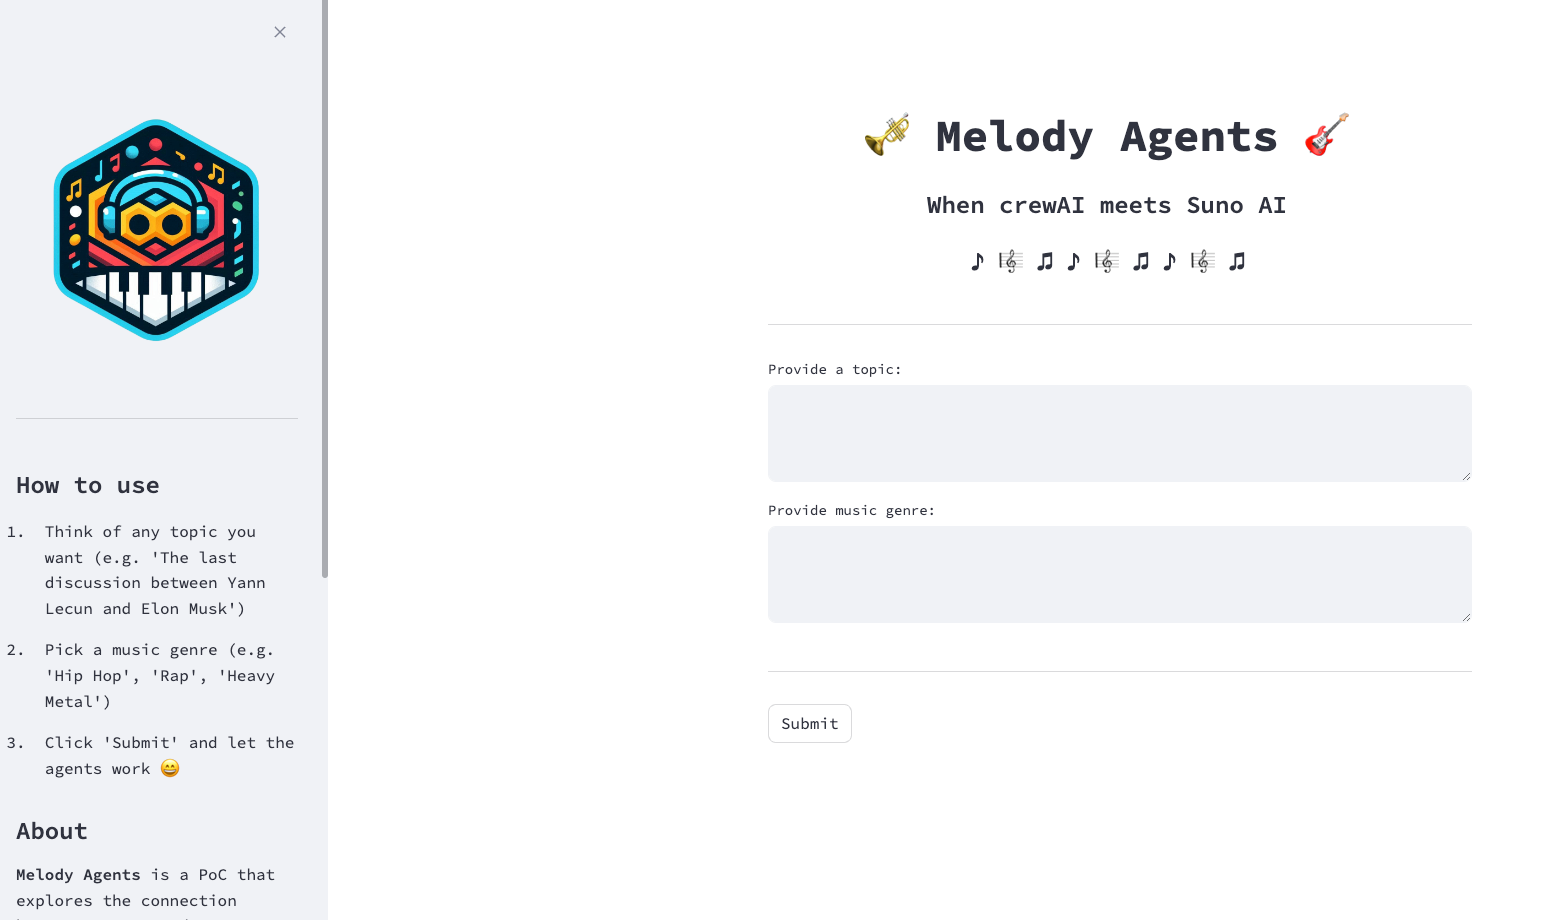 🎺 Melody Agents 🎸
When crewAI meets Suno AI
♪ 🎼 ♫ ♪ 🎼 ♫ ♪ 🎼 ♫
Provide a topic:
Provide music genre:
Submit
How to use
1. Think of any topic you
want (e.g. 'The last
discussion between Yann
Lecun and Elon Musk')
2. Pick a music genre (e.g.
'Hip Hop', 'Rap', 'Heavy
Metal')
3. Click 'Submit' and let the
agents work 😄
About
Melody Agents is a PoC that
explores the connection